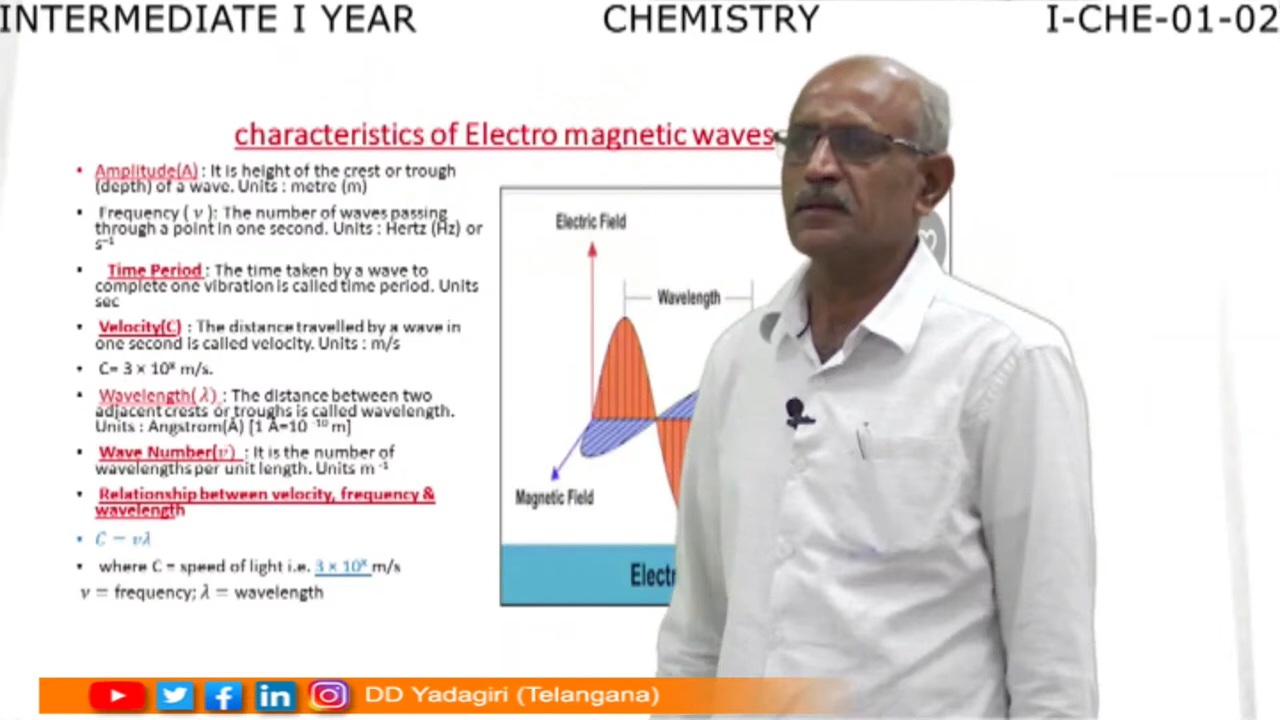 INTERMEDIATE I YEAR CHEMISTRY I-CHE-01-02
characteristics of Electro magnetic waves
• Amplitude(A) : It is height of the crest or trough
(depth) of a wave. Units : metre (m)
• Frequency ( ν ): The number of waves passing
through a point in one second. Units : Hertz (Hz) or
s⁻¹
• Time Period : The time taken by a wave to
complete one vibration is called time period. Units
sec
• Velocity(C) : The distance travelled by a wave in
one second is called velocity. Units : m/s
• C= 3 × 10⁸ m/s.
• Wavelength( λ) : The distance between two
adjacent crests or troughs is called wavelength.
Units : Angstrom(Å) [1 Å=10 ⁻¹⁰ m]
• Wave Number(ν̄) : It is the number of
wavelengths per unit length. Units m ⁻¹
• Relationship between velocity, frequency &
wavelength
• C = νλ
• where C = speed of light i.e. 3 × 10⁸ m/s
ν = frequency; λ = wavelength
Electric Field
Wavelength
Magnetic Field
DD Yadagiri (Telangana)